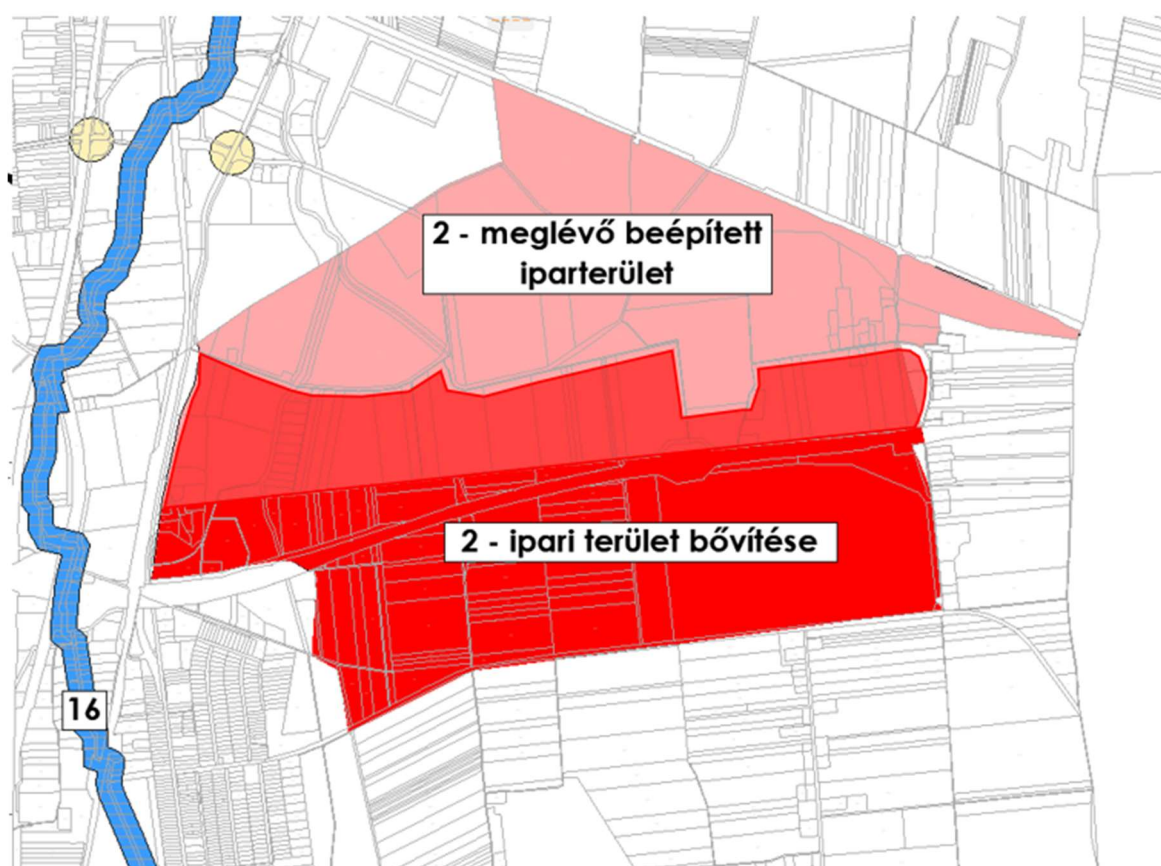 2 - meglévő beépített
iparterület
2 - ipari terület bővítése
16